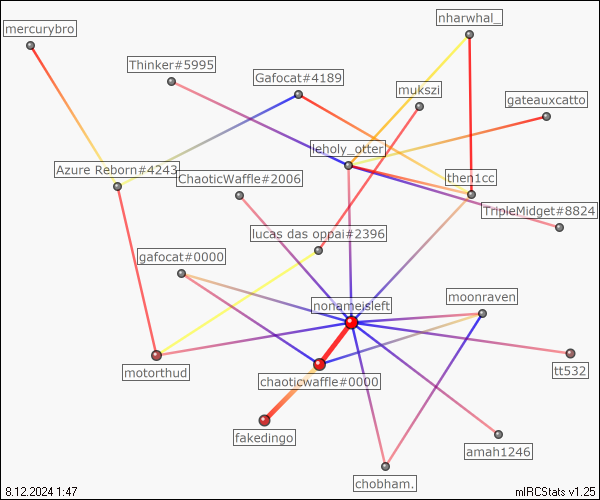 nharwhal_
mercurybro
Thinker#5995
Gafocat#4189
mukszi
gateauxcatto
leholy_otter
Azure Reborn#4243
ChaoticWaffle#2006
then1cc
TripleMidget#8824
lucas das oppai#2396
gafocat#0000
moonraven
nonameisleft
motorthud
chaoticwaffle#0000
tt532
fakedingo
amah1246
chobham.
8.12.2024 1:47
mIRCStats v1.25